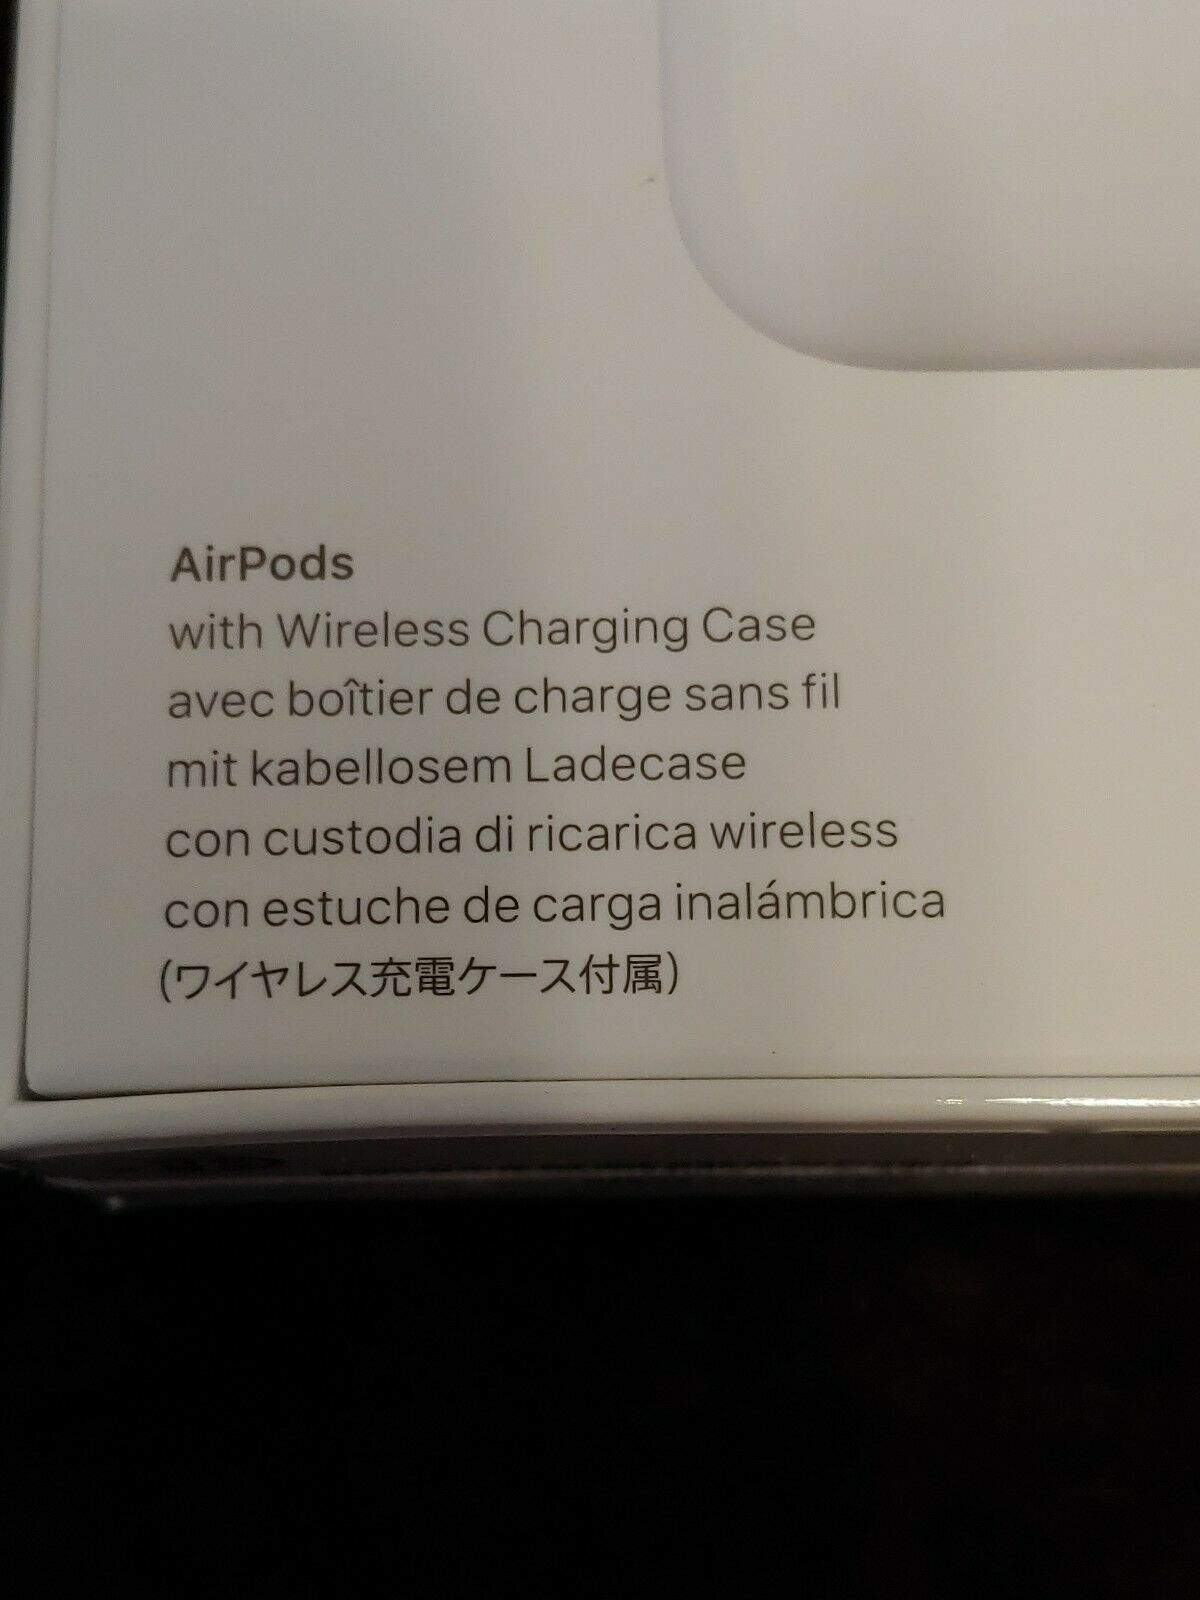 AirPods
with Wireless Charging Case
avec boîtier de charge sans fil
mit kabellosem Ladecase
con custodia di ricarica wireless
con estuche de carga inalámbrica
(ワイヤレス充電ケース付属)